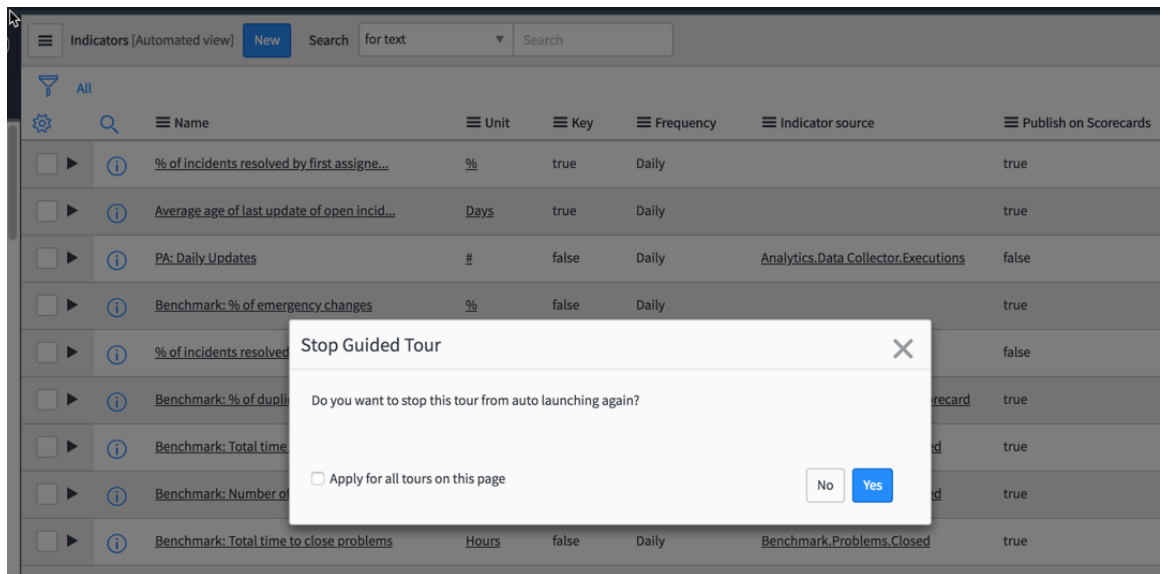 Indicators [Automated view] New Search for text Search
All
Name Unit Key Frequency Indicator source Publish on Scorecards
% of incidents resolved by first assigne... % true Daily true
Average age of last update of open incid... Days true Daily true
PA: Daily Updates # false Daily Analytics.Data Collector.Executions false
Benchmark: % of emergency changes % false Daily true
% of incidents resolved false
Stop Guided Tour
Benchmark: % of dupli recard true
Do you want to stop this tour from auto launching again?
Benchmark: Total time d true
Apply for all tours on this page
No Yes
Benchmark: Number of d true
Benchmark: Total time to close problems Hours false Daily Benchmark.Problems.Closed true